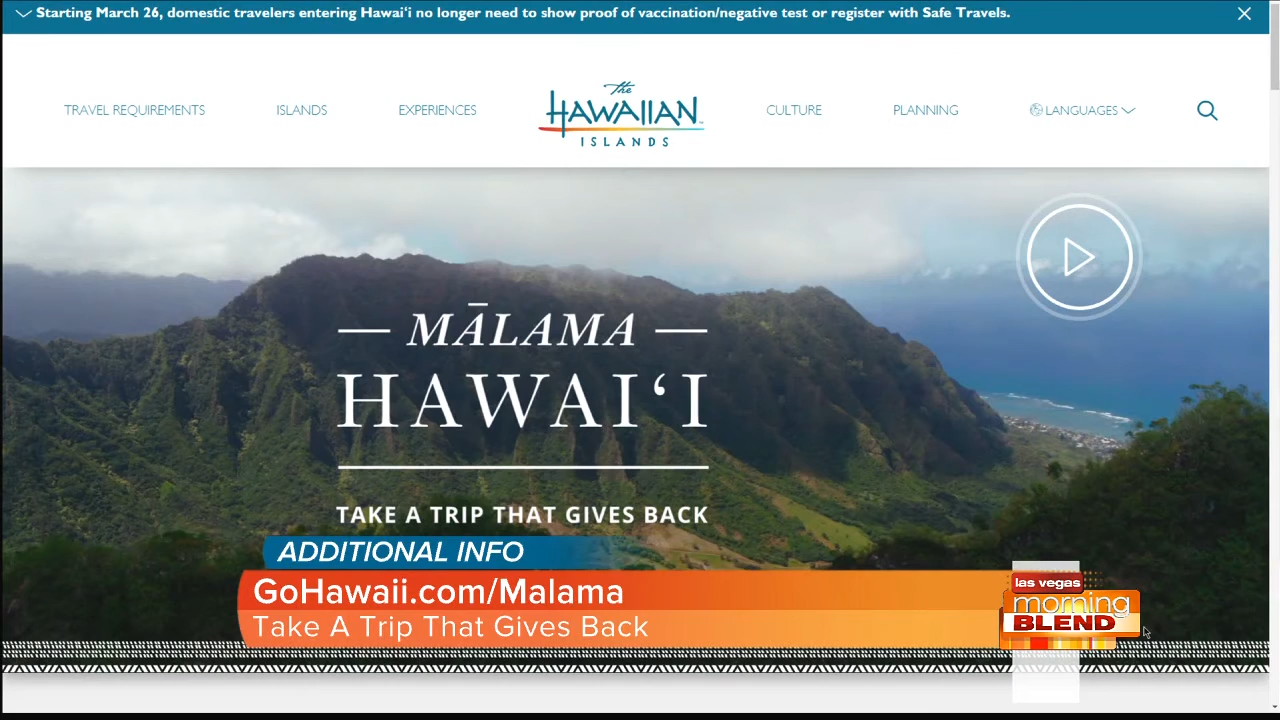 Starting March 26, domestic travelers entering Hawaiʻi no longer need to show proof of vaccination/negative test or register with Safe Travels.
TRAVEL REQUIREMENTS
ISLANDS
EXPERIENCES
The
HAWAIIAN
ISLANDS
CULTURE
PLANNING
LANGUAGES
— MĀLAMA —
HAWAIʻI
TAKE A TRIP THAT GIVES BACK
ADDITIONAL INFO
GoHawaii.com/Malama
Take A Trip That Gives Back
las vegas
morning
BLEND